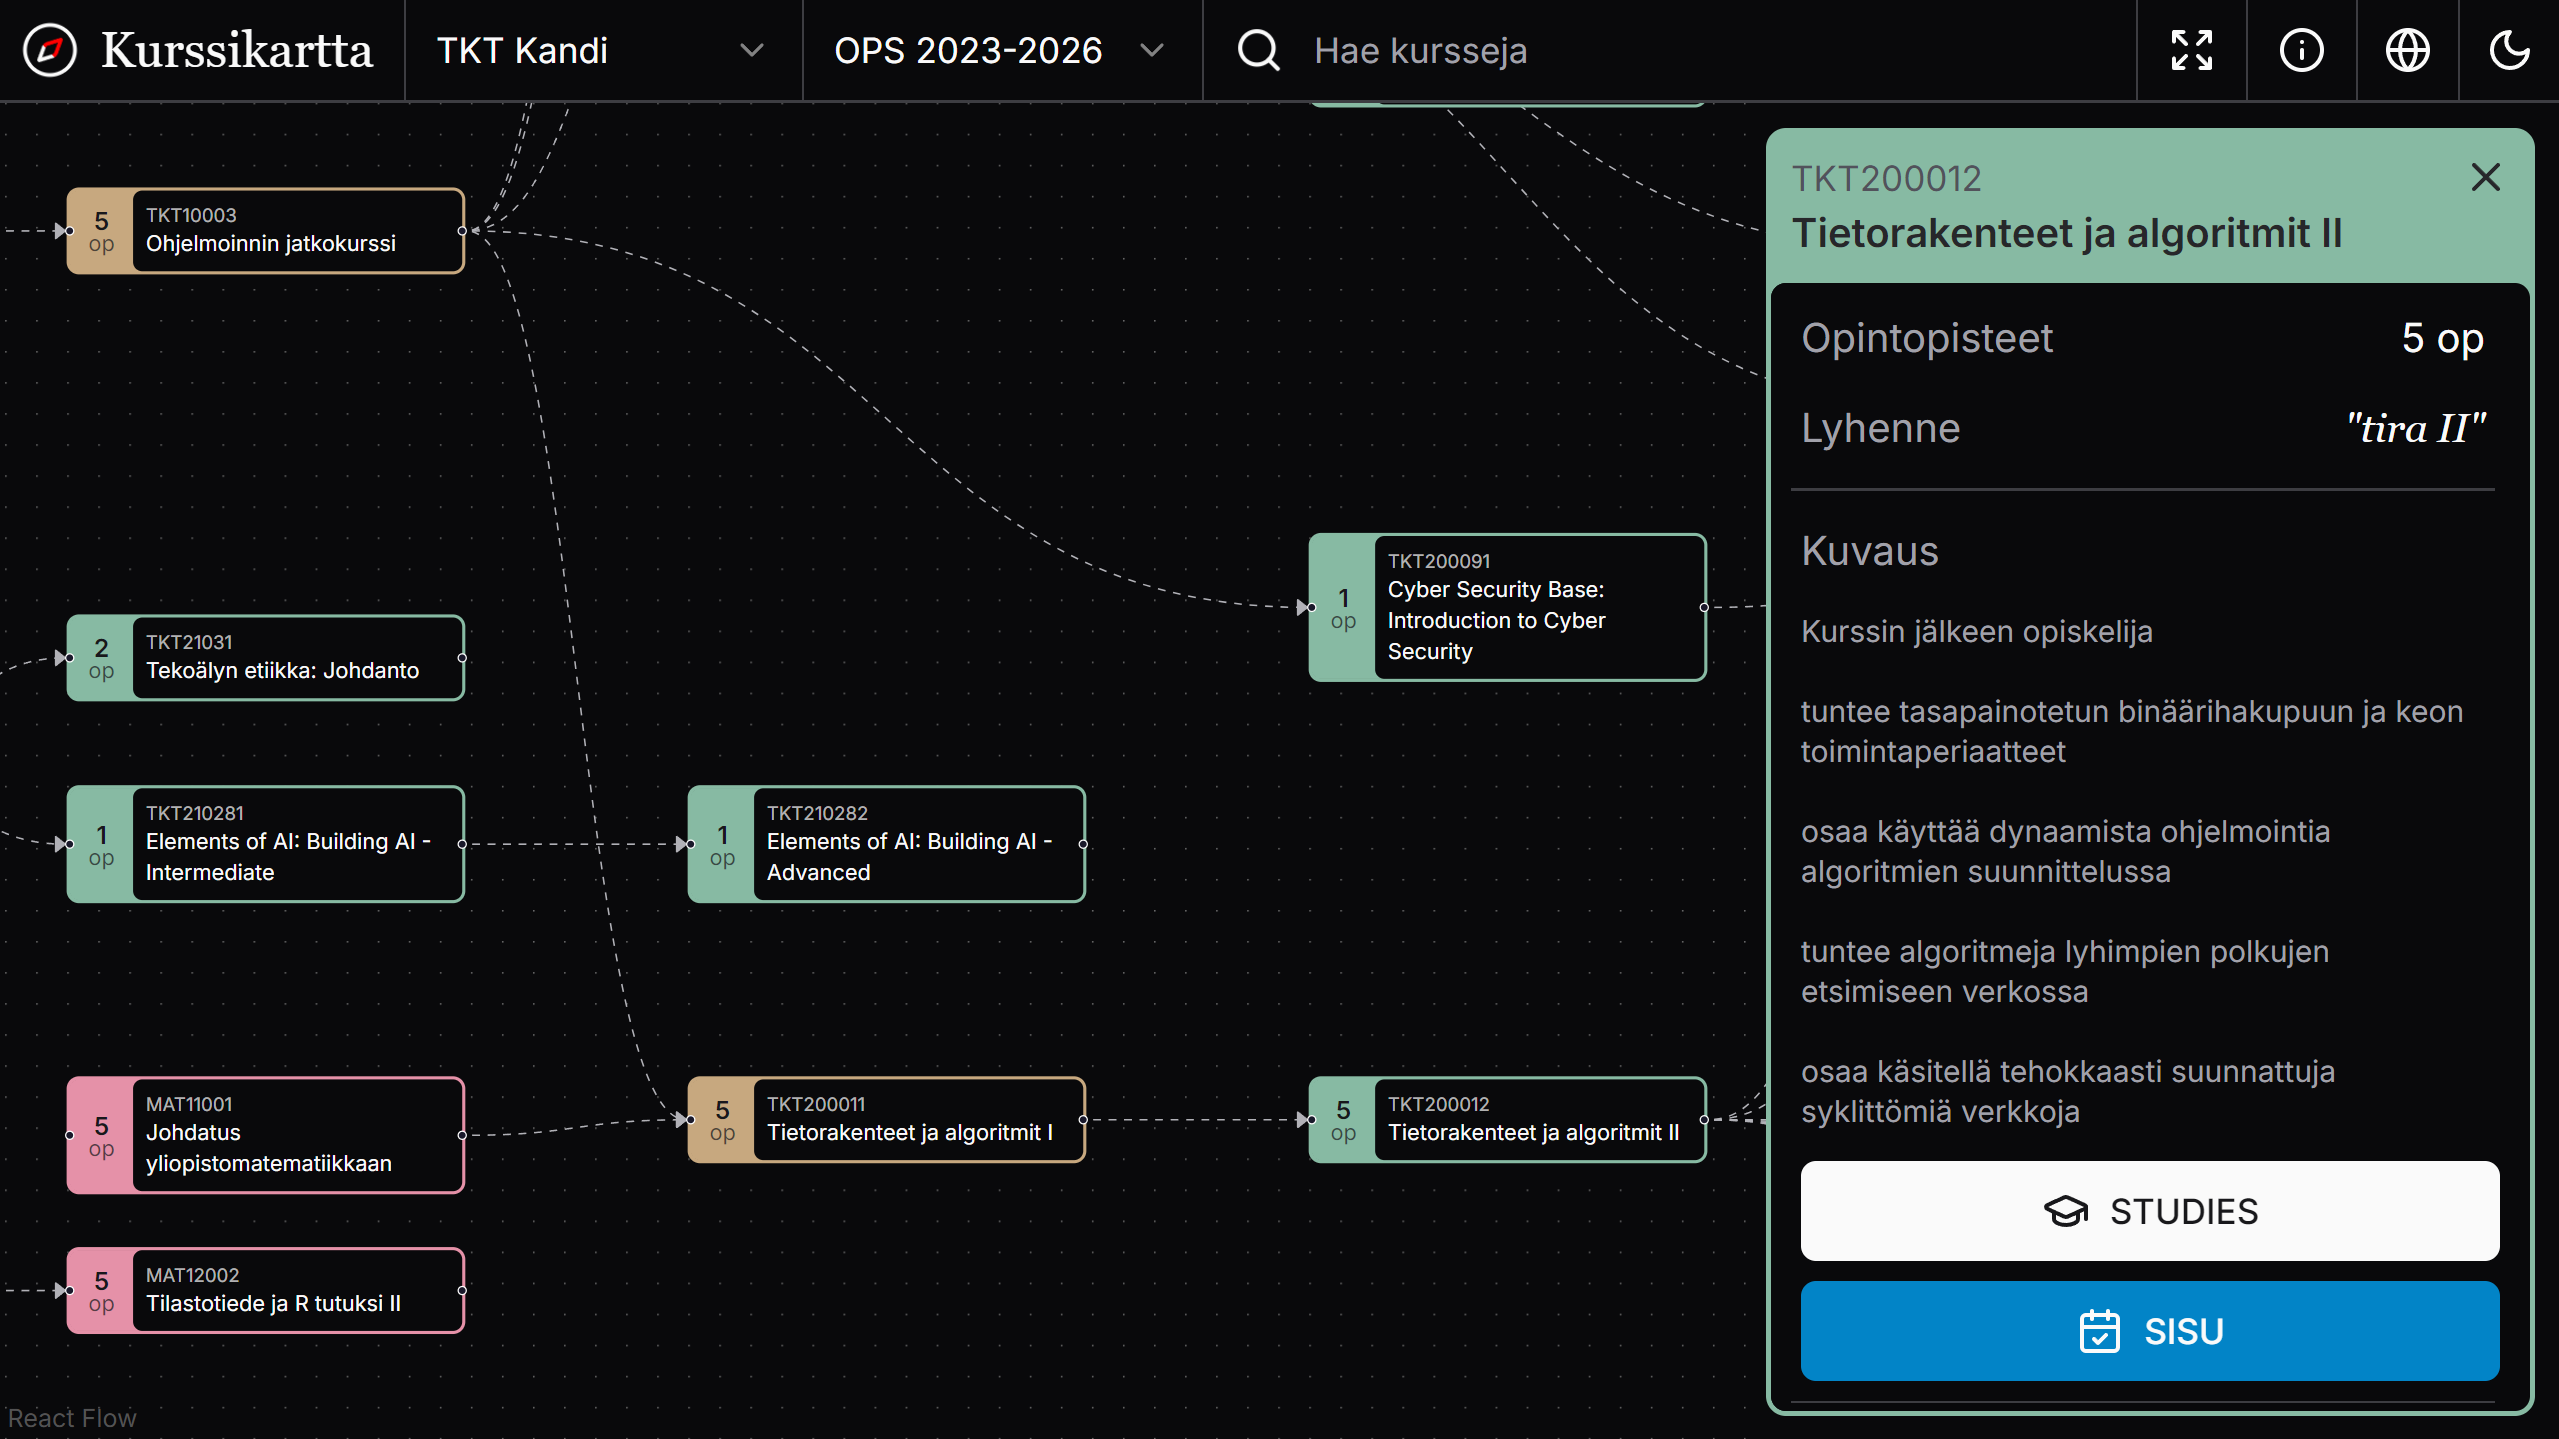 Kurssikartta
TKT Kandi
OPS 2023-2026
Hae kursseja
5
op
TKT10003
Ohjelmoinnin jatkokurssi
1
op
TKT200091
Cyber Security Base:
Introduction to Cyber
Security
2
op
TKT21031
Tekoälyn etiikka: Johdanto
1
op
TKT210281
Elements of AI: Building AI -
Intermediate
1
op
TKT210282
Elements of AI: Building AI -
Advanced
5
op
MAT11001
Johdatus
yliopistomatematiikkaan
5
op
TKT200011
Tietorakenteet ja algoritmit I
5
op
TKT200012
Tietorakenteet ja algoritmit II
5
op
MAT12002
Tilastotiede ja R tutuksi II
React Flow
TKT200012
Tietorakenteet ja algoritmit II
Opintopisteet
5 op
Lyhenne
"tira II"
Kuvaus
Kurssin jälkeen opiskelija
tuntee tasapainotetun binäärihakupuun ja keon
toimintaperiaatteet
osaa käyttää dynaamista ohjelmointia
algoritmien suunnittelussa
tuntee algoritmeja lyhimpien polkujen
etsimiseen verkossa
osaa käsitellä tehokkaasti suunnattuja
syklittömiä verkkoja
STUDIES
SISU